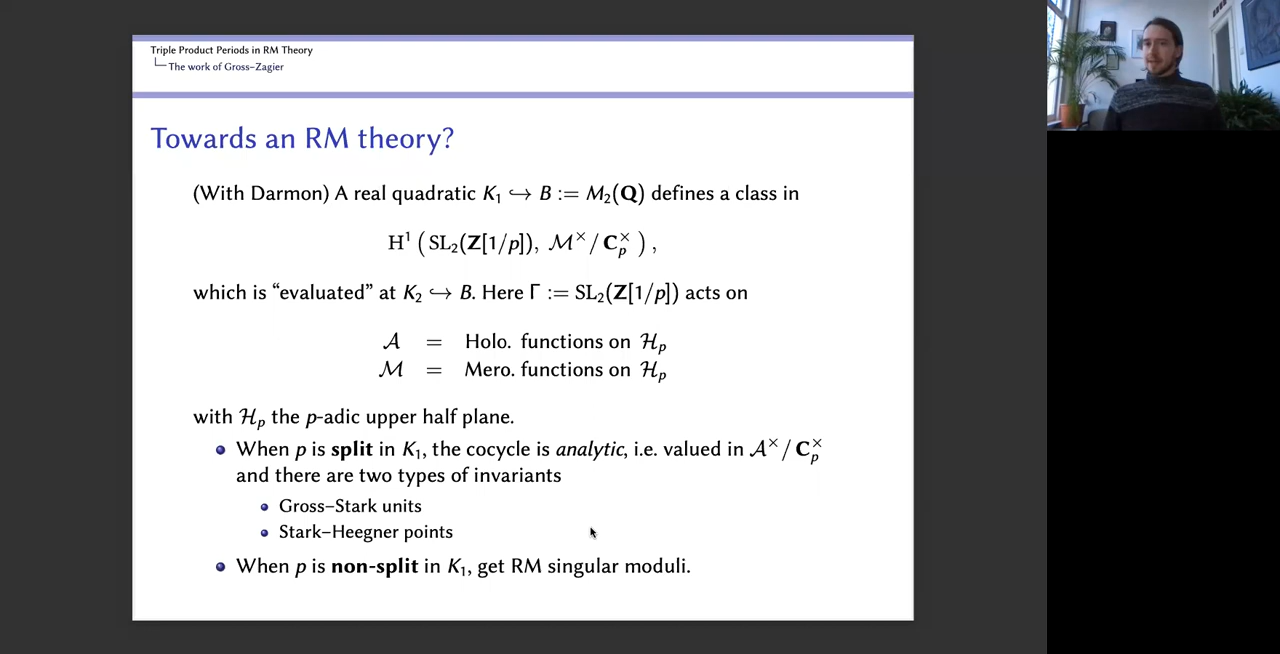 Triple Product Periods in RM Theory
The work of Gross–Zagier
Towards an RM theory?
(With Darmon) A real quadratic K₁ ↪ B := M₂(Q) defines a class in
H¹ ( SL₂(Z[1/p]), ℳ× / C_p× ) ,
which is “evaluated” at K₂ ↪ B. Here Γ := SL₂(Z[1/p]) acts on
𝒜 = Holo. functions on ℋ_p
ℳ = Mero. functions on ℋ_p
with ℋ_p the p-adic upper half plane.
When p is split in K₁, the cocycle is analytic, i.e. valued in 𝒜× / C_p×
and there are two types of invariants
Gross–Stark units
Stark–Heegner points
When p is non-split in K₁, get RM singular moduli.